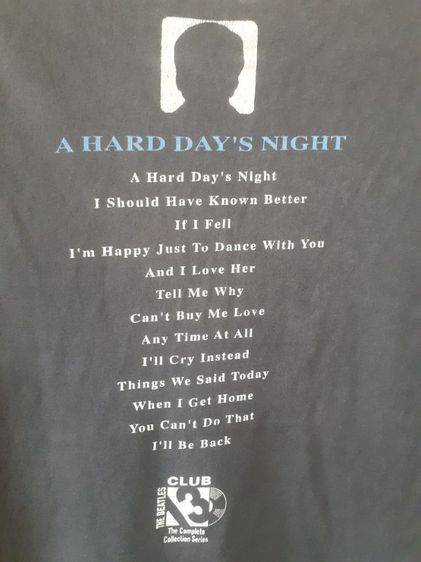 A HARD DAY'S NIGHT
A Hard Day's Night
I Should Have Known Better
If I Fell
I'm Happy Just To Dance With You
And I Love Her
Tell Me Why
Can't Buy Me Love
Any Time At All
I'll Cry Instead
Things We Said Today
When I Get Home
You Can't Do That
I'll Be Back
CLUB
THE BEATLES
3
The Complete
Collection Series